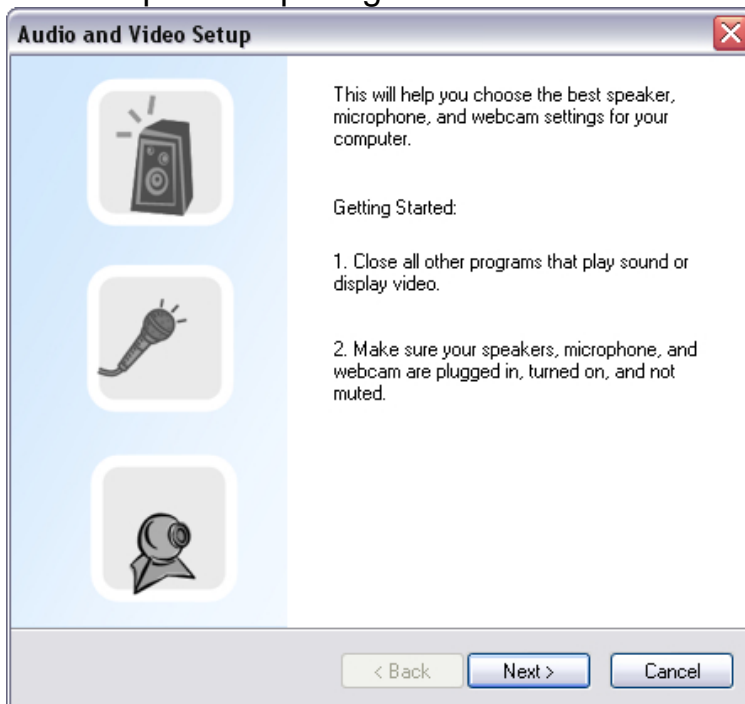 Audio and Video Setup
This will help you choose the best speaker,
microphone, and webcam settings for your
computer.
Getting Started:
1. Close all other programs that play sound or
display video.
2. Make sure your speakers, microphone, and
webcam are plugged in, turned on, and not
muted.
< Back Next > Cancel